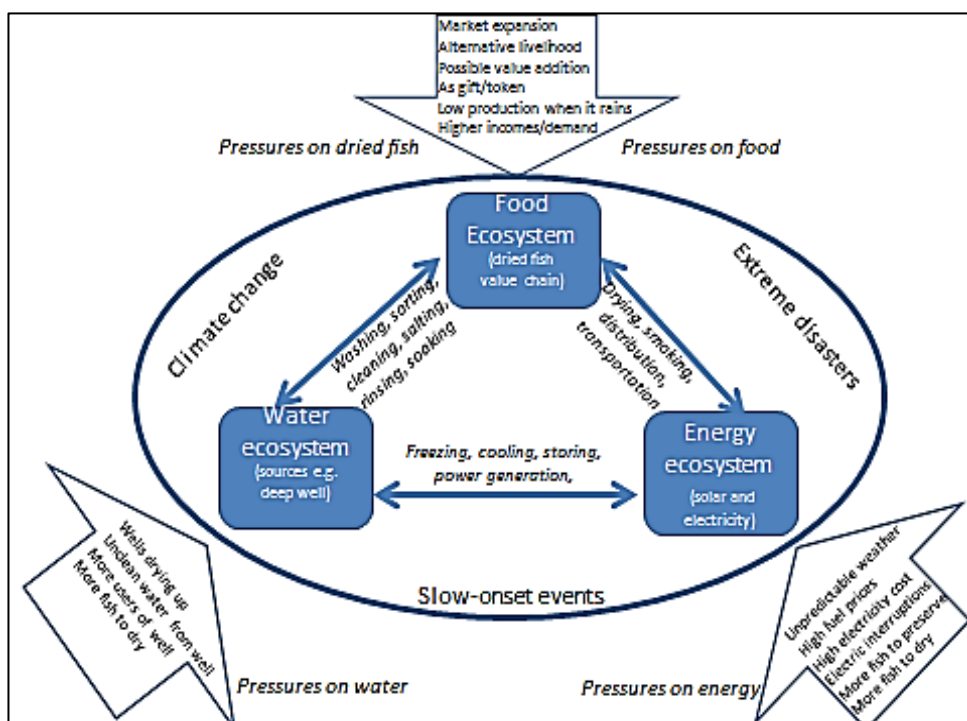 Market expansion
Alternative livelihood
Possible value addition
As gift/token
Low production when it rains
Higher incomes/demand
Pressures on dried fish
Pressures on food
Food
Ecosystem
(dried fish
value chain)
Climate change
Extreme disasters
Washing, sorting,
cleaning, salting,
rinsing, soaking
Drying, smoking,
distribution,
transportation
Water
ecosystem
(sources e.g.
deep well)
Freezing, cooling, storing,
power generation,
Energy
ecosystem
(solar and
electricity)
Slow-onset events
Wells drying up
Unclean water from well
More users of well
More fish to dry
Unpredictable weather
High fuel prices
High electricity cost
Electric interruptions
More fish to preserve
More fish to dry
Pressures on water
Pressures on energy